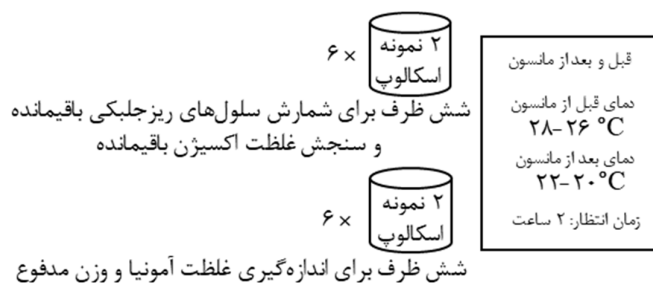 ۲ نمونه
اسکالوپ
× ۶
شش ظرف برای شمارش سلول‌های ریزجلبکی باقیمانده
و سنجش غلظت اکسیژن باقیمانده
۲ نمونه
اسکالوپ
× ۶
شش ظرف برای اندازه‌گیری غلظت آمونیا و وزن مدفوع
قبل و بعد از مانسون
دمای قبل از مانسون
۲۸-۲۶ °C
دمای بعد از مانسون
۲۲-۲۰ °C
زمان انتظار: ۲ ساعت